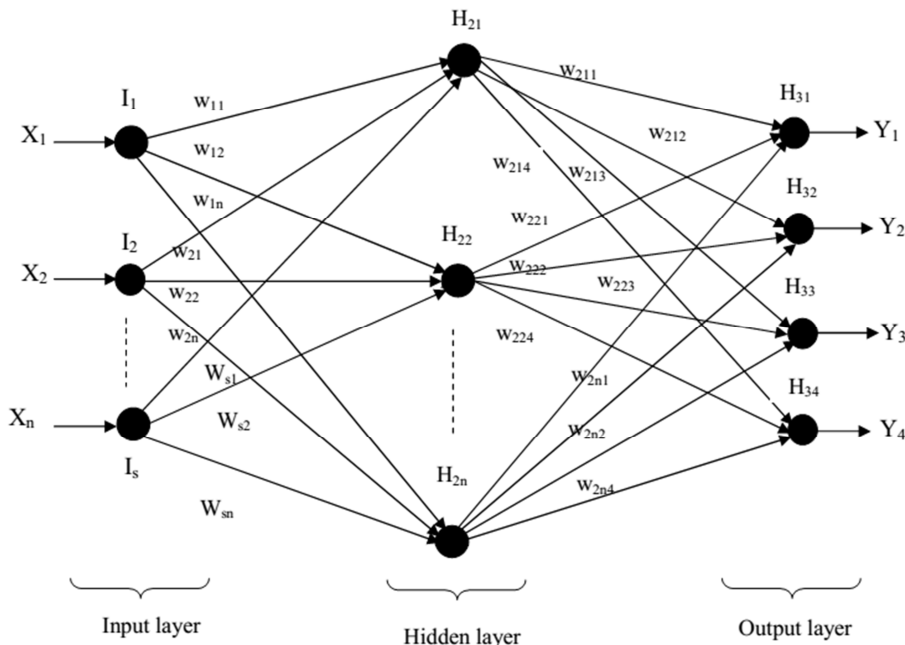 H21
w211
H31
I1
w11
X1
Y1
w212
w12
w214
w213
H32
w1n
w221
Y2
I2
H22
w21
w222
X2
H33
w22
w223
w224
Y3
w2n
Ws1
w2n1
H34
Xn
Ws2
w2n2
Y4
Is
H2n
w2n4
Wsn
Input layer
Hidden layer
Output layer